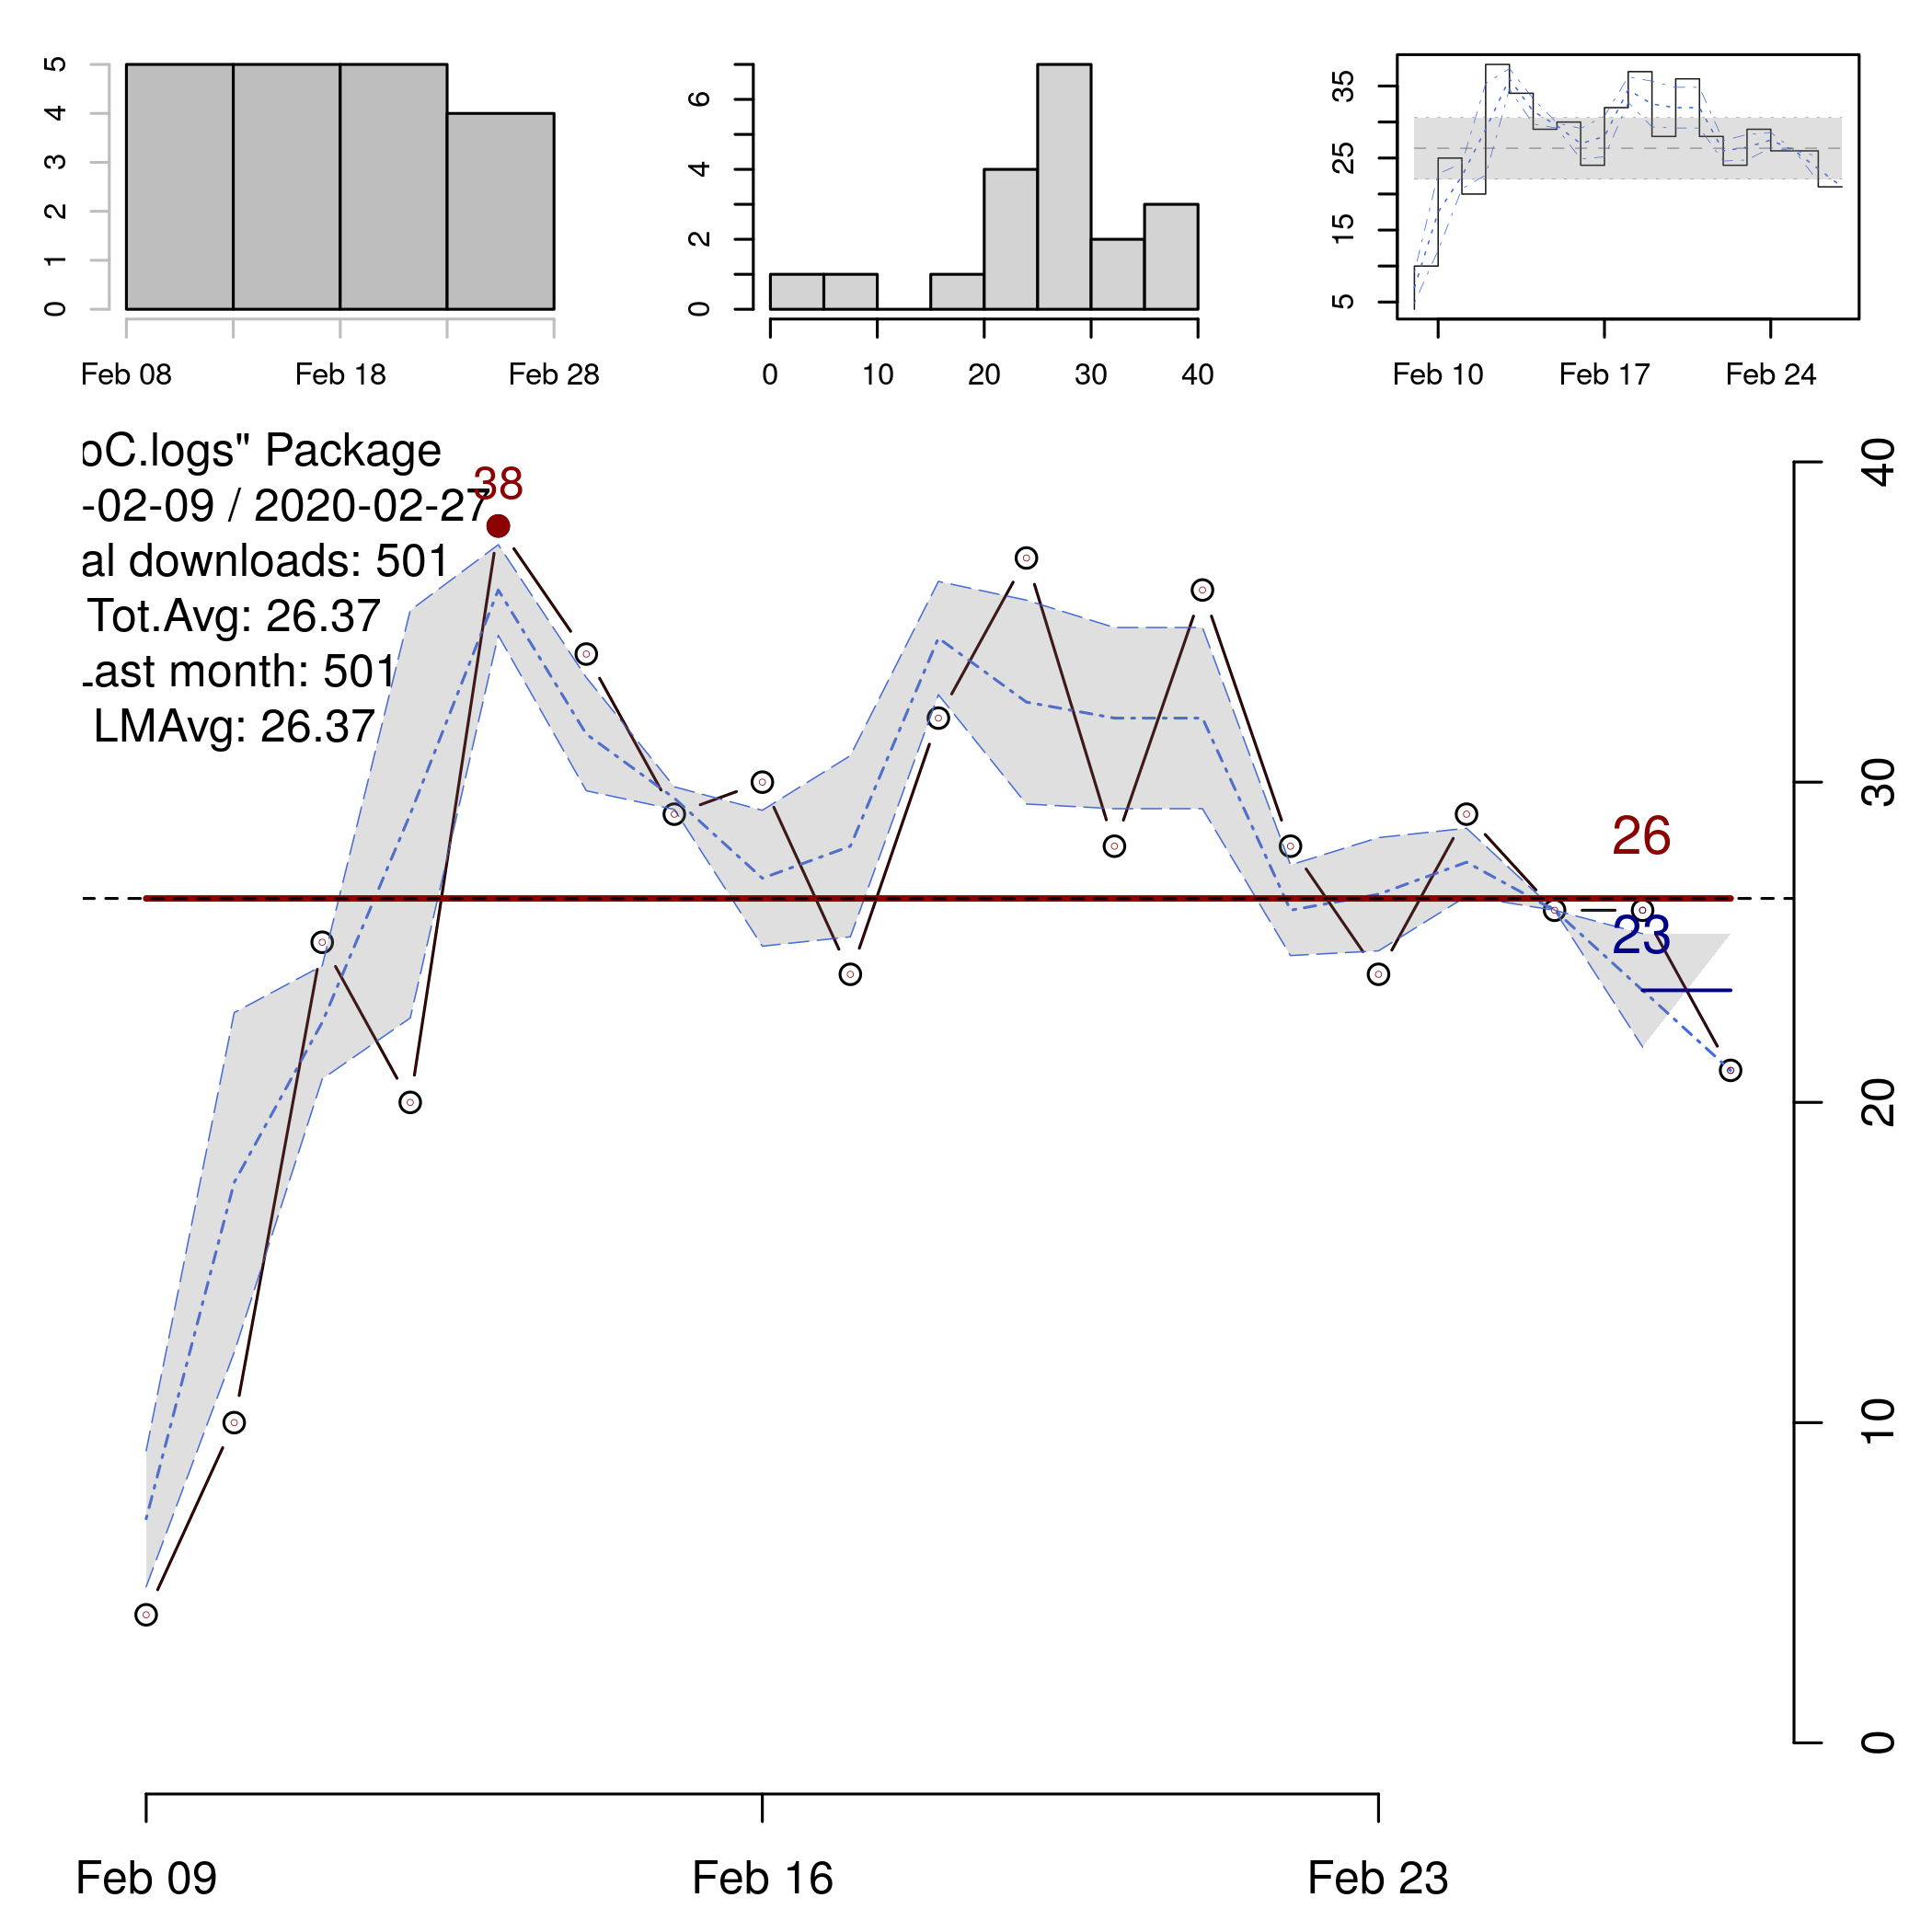 5
4
3
2
1
0
Feb 08 Feb 18 Feb 28
6
4
2
0
0 10 20 30 40
35
25
15
5
Feb 10 Feb 17 Feb 24
oC.logs" Package
-02-09 / 2020-02-27
al downloads: 501
Tot.Avg: 26.37
Last month: 501
LMAvg: 26.37
38
26
23
40
30
20
10
0
Feb 09 Feb 16 Feb 23